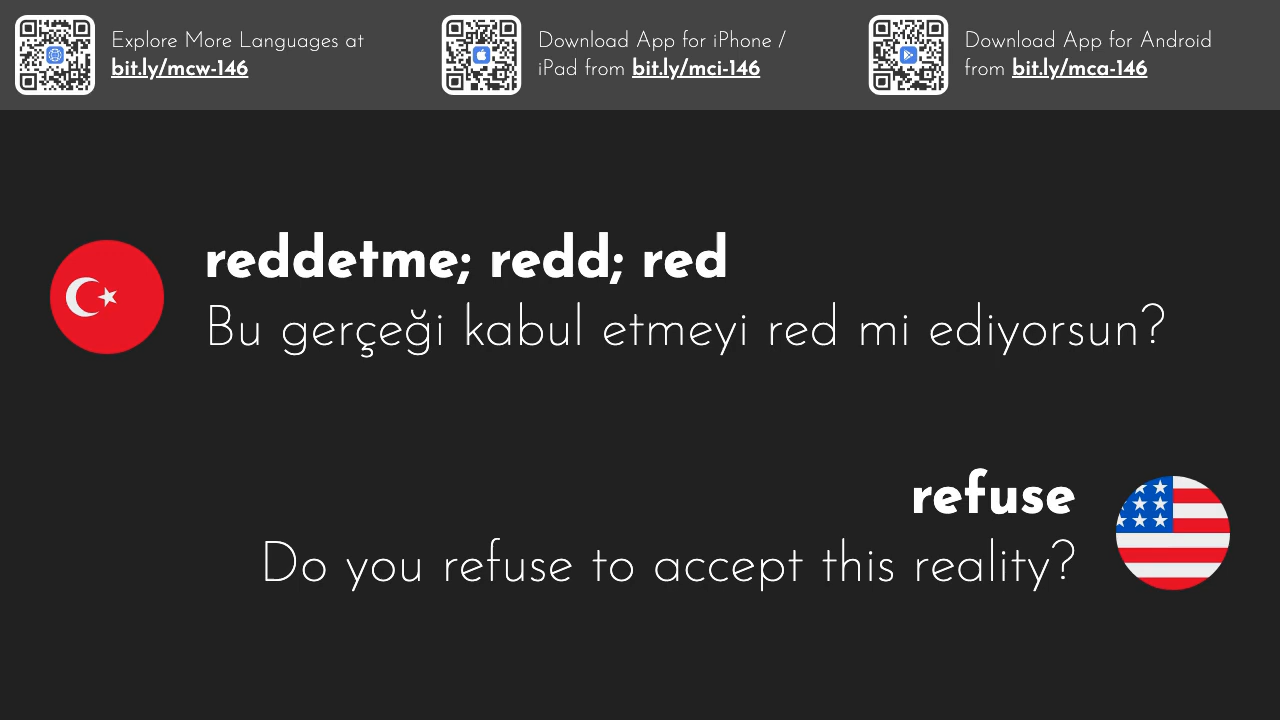 Explore More Languages at
bit.ly/mcw-146
Download App for iPhone /
iPad from bit.ly/mci-146
Download App for Android
from bit.ly/mca-146
reddetme; redd; red
Bu gerçeği kabul etmeyi red mi ediyorsun?
refuse
Do you refuse to accept this reality?